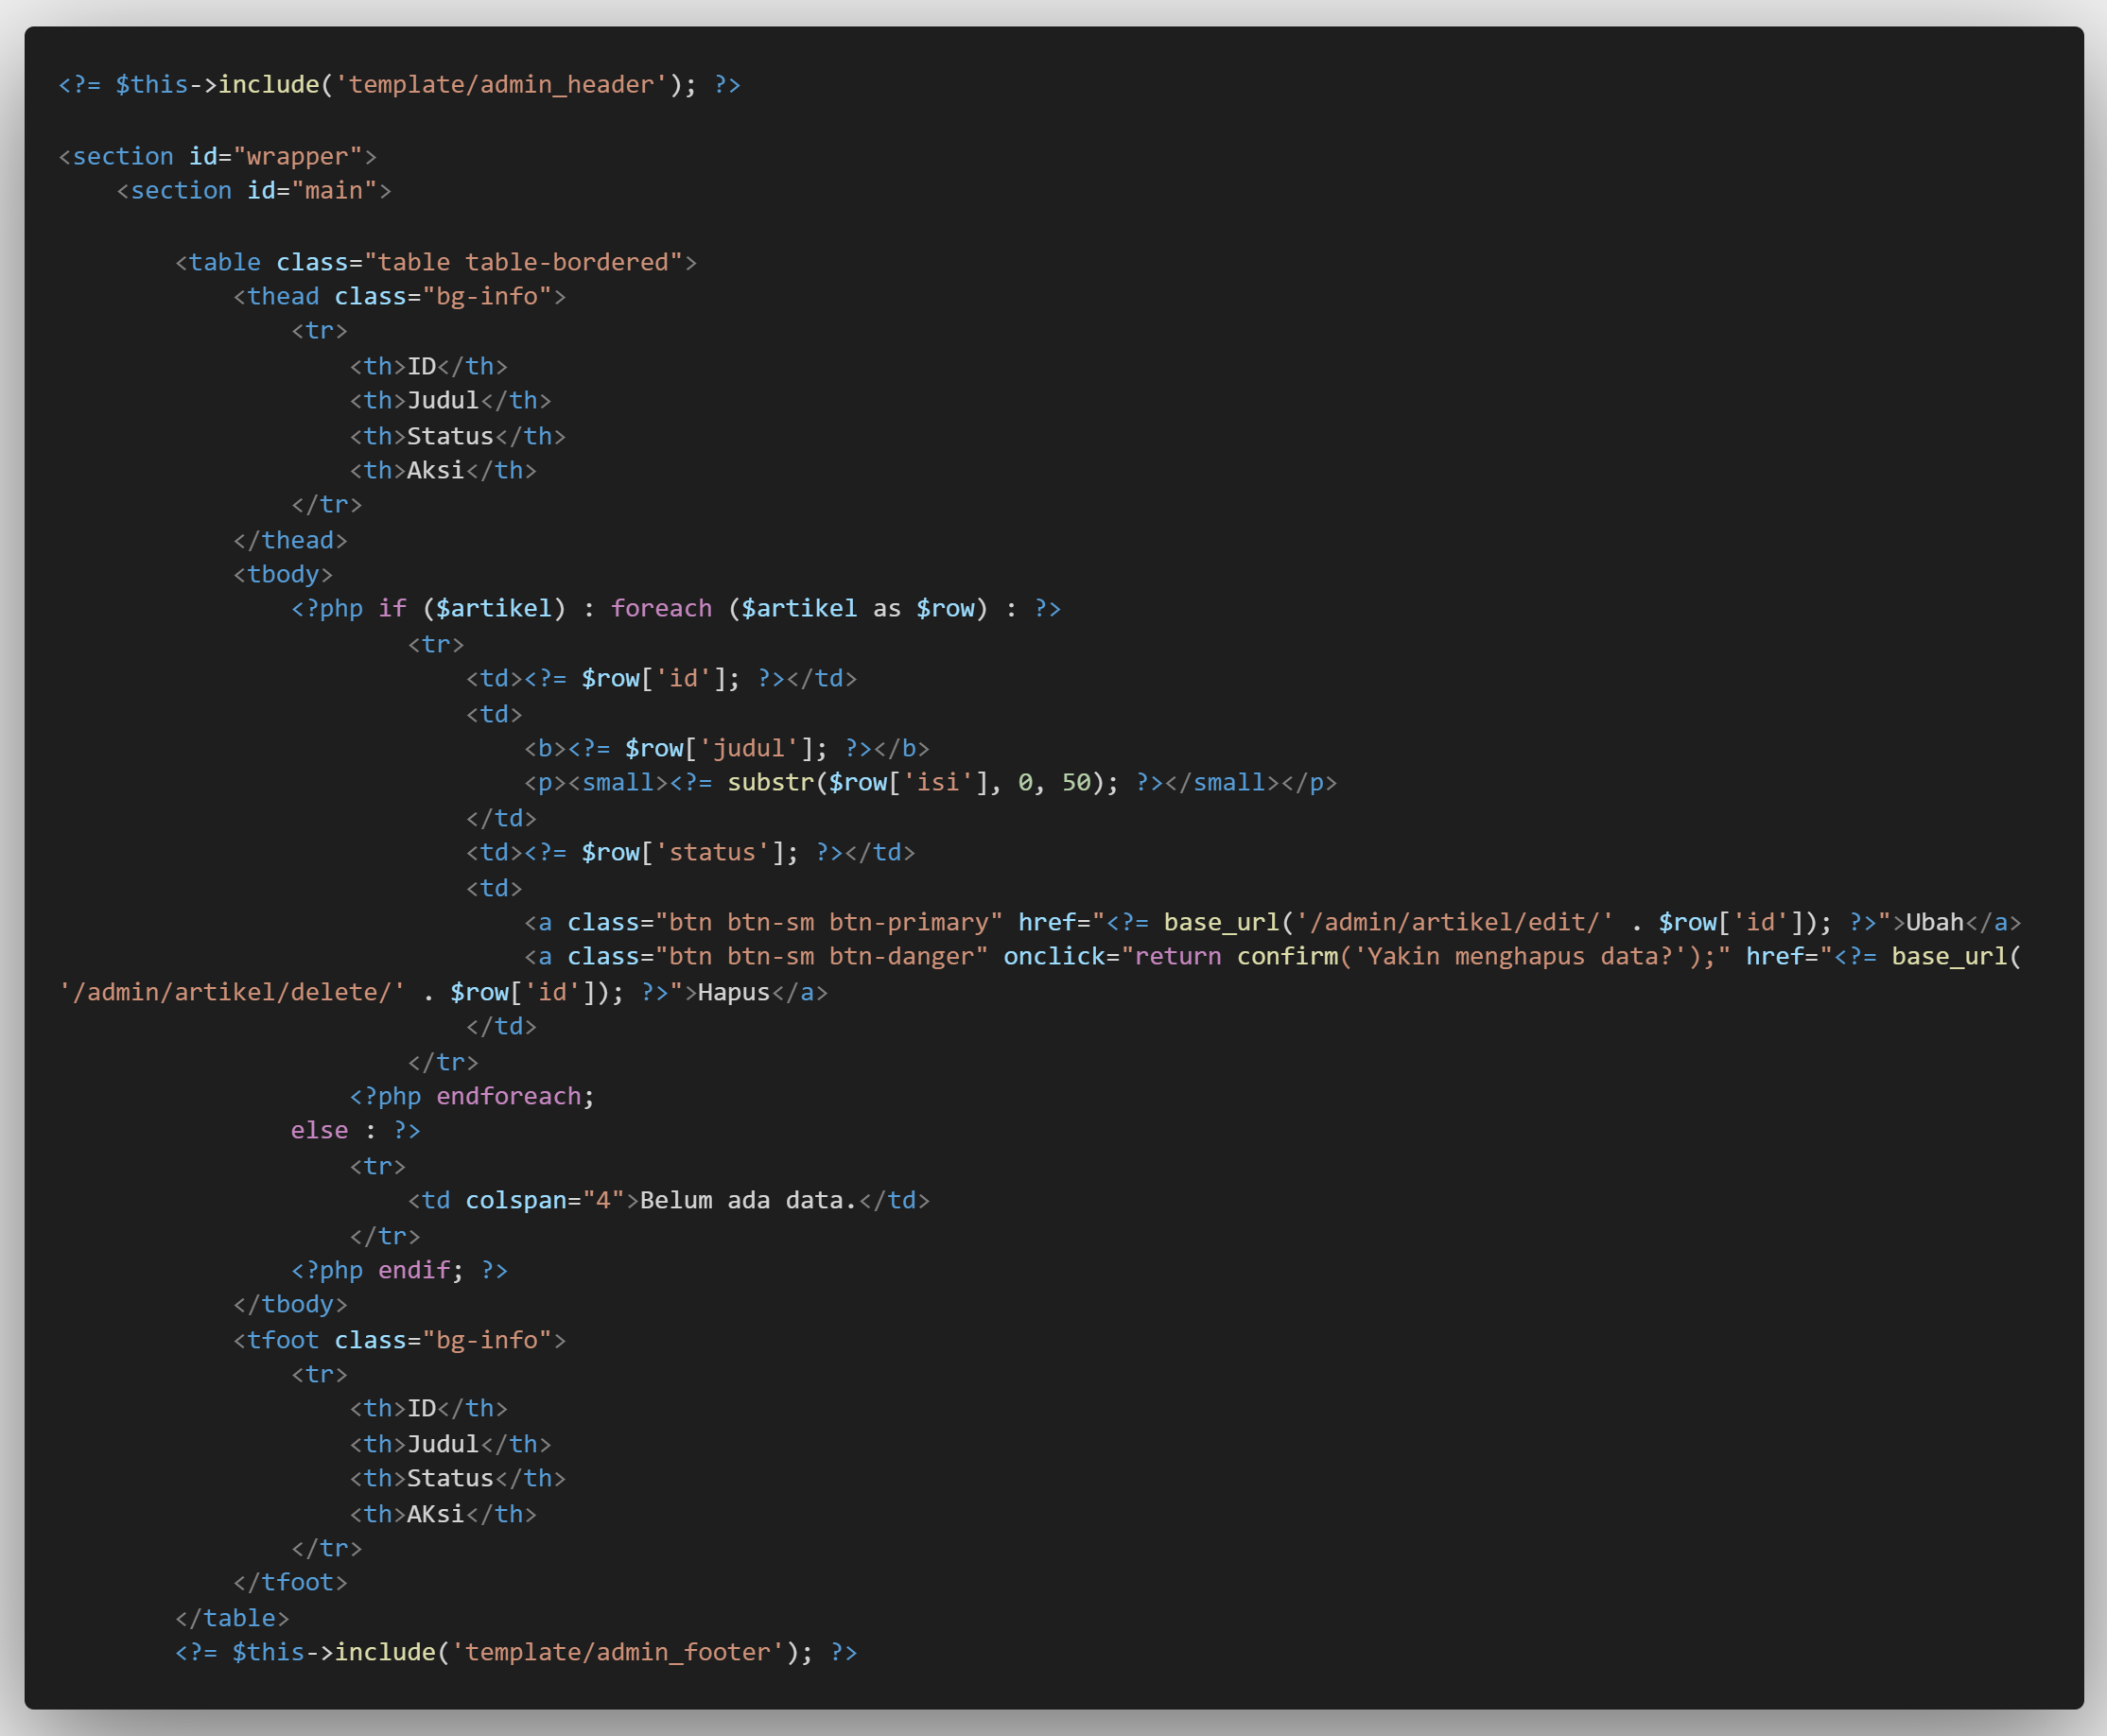 <?= $this->include('template/admin_header'); ?>

<section id="wrapper">
    <section id="main">

        <table class="table table-bordered">
            <thead class="bg-info">
                <tr>
                    <th>ID</th>
                    <th>Judul</th>
                    <th>Status</th>
                    <th>Aksi</th>
                </tr>
            </thead>
            <tbody>
                <?php if ($artikel) : foreach ($artikel as $row) : ?>
                        <tr>
                            <td><?= $row['id']; ?></td>
                            <td>
                                <b><?= $row['judul']; ?></b>
                                <p><small><?= substr($row['isi'], 0, 50); ?></small></p>
                            </td>
                            <td><?= $row['status']; ?></td>
                            <td>
                                <a class="btn btn-sm btn-primary" href="<?= base_url('/admin/artikel/edit/' . $row['id']); ?>">Ubah</a>
                                <a class="btn btn-sm btn-danger" onclick="return confirm('Yakin menghapus data?');" href="<?= base_url(
'/admin/artikel/delete/' . $row['id']); ?>">Hapus</a>
                            </td>
                        </tr>
                    <?php endforeach;
                else : ?>
                    <tr>
                        <td colspan="4">Belum ada data.</td>
                    </tr>
                <?php endif; ?>
            </tbody>
            <tfoot class="bg-info">
                <tr>
                    <th>ID</th>
                    <th>Judul</th>
                    <th>Status</th>
                    <th>AKsi</th>
                </tr>
            </tfoot>
        </table>
        <?= $this->include('template/admin_footer'); ?>